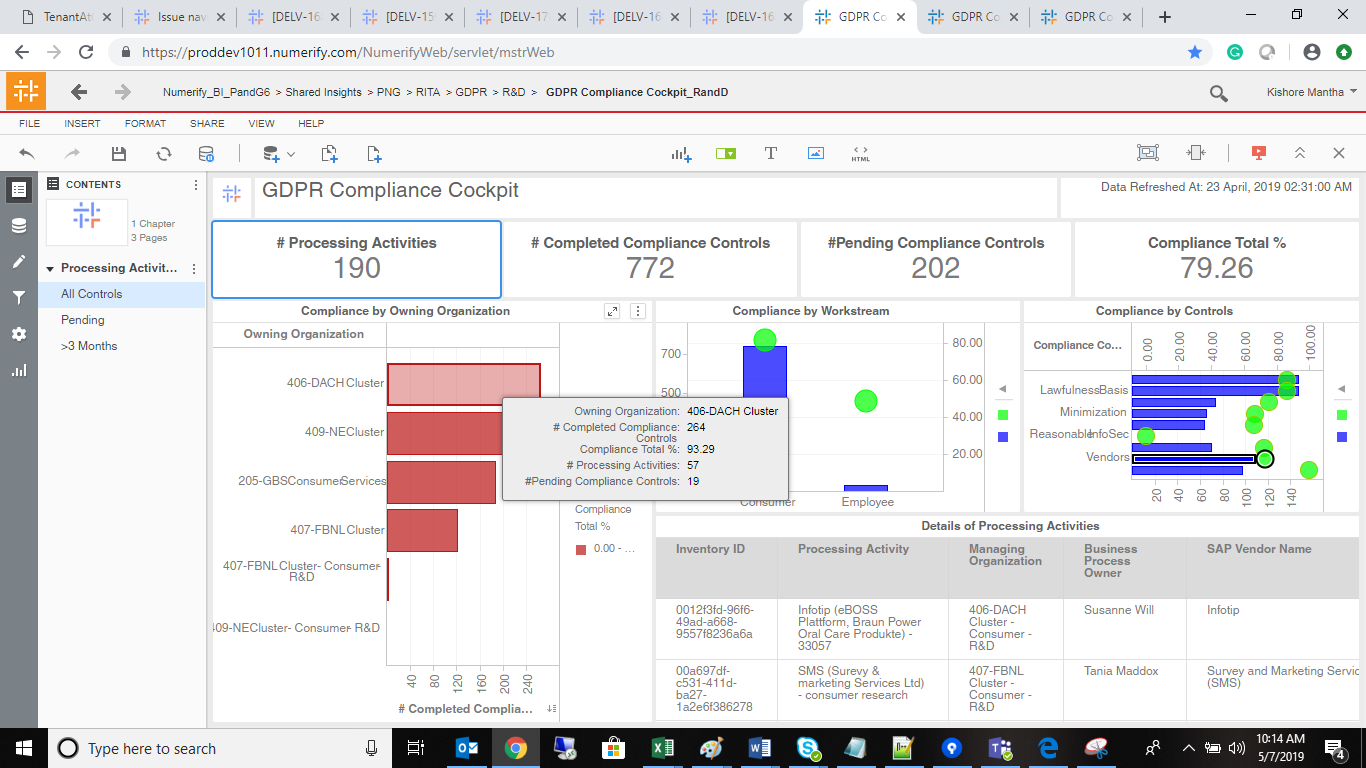 TenantAt
Issue nav
[DELV-16
[DELV-15
[DELV-17
[DELV-16
[DELV-16
GDPR Co
GDPR Co
GDPR Co
https://proddev1011.numerify.com/NumerifyWeb/servlet/mstrWeb
Numerify_BI_PandG6 > Shared Insights > PNG > RITA > GDPR > R&D > GDPR Compliance Cockpit_RandD
Kishore Mantha
FILE INSERT FORMAT SHARE VIEW HELP
HTML
CONTENTS
1 Chapter
3 Pages
Processing Activit...
All Controls
Pending
>3 Months
GDPR Compliance Cockpit
Data Refreshed At: 23 April, 2019 02:31:00 AM
# Processing Activities
190
# Completed Compliance Controls
772
#Pending Compliance Controls
202
Compliance Total %
79.26
Compliance by Owning Organization
Owning Organization
406-DACH Cluster
409-NECluster
205-GBSConsumerServices
407-FBNLCluster
407-FBNL Cluster- Consumer-
R&D
409-NECluster- Consumer- R&D
40 80 120 160 200 240
# Completed Complia...
Compliance
Total %
0.00 - ...
Owning Organization: 406-DACH Cluster
# Completed Compliance Controls 264
Compliance Total %: 93.29
# Processing Activities: 57
#Pending Compliance Controls: 19
Compliance by Workstream
700
500
80.00
60.00
40.00
20.00
Consumer
Employee
Compliance by Controls
Compliance Co...
0.00 20.00 40.00 60.00 80.00 100.00
LawfulnessBasis
Minimization
ReasonableInfoSec
Vendors
20 40 60 80 100 120 140
Details of Processing Activities
Inventory ID
Processing Activity
Managing
Organization
Business
Process
Owner
SAP Vendor Name
0012f3fd-96f6-
49ad-a668-
9557f8236a6a
Infotip (eBOSS
Plattform, Braun Power
Oral Care Produkte) -
33057
406-DACH
Cluster -
Consumer -
R&D
Susanne Will
Infotip
00a697df-
c531-411d-
ba27-
1a2e6f386278
SMS (Surevy &
marketing Services Ltd)
- consumer research
407-FBNL
Cluster -
Consumer -
R&D
Tania Maddox
Survey and Marketing Servic
(SMS)
Type here to search
10:14 AM
5/7/2019
4